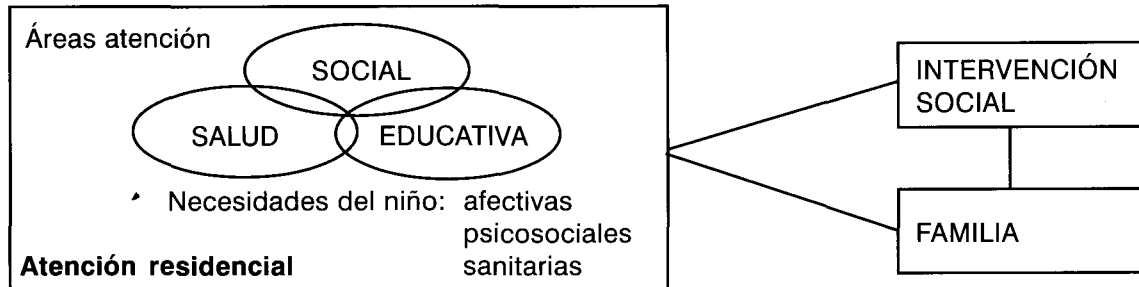 Áreas atención
SOCIAL
SALUD
EDUCATIVA
Necesidades del niño: afectivas
psicosociales
Atención residencial sanitarias
INTERVENCIÓN
SOCIAL
FAMILIA